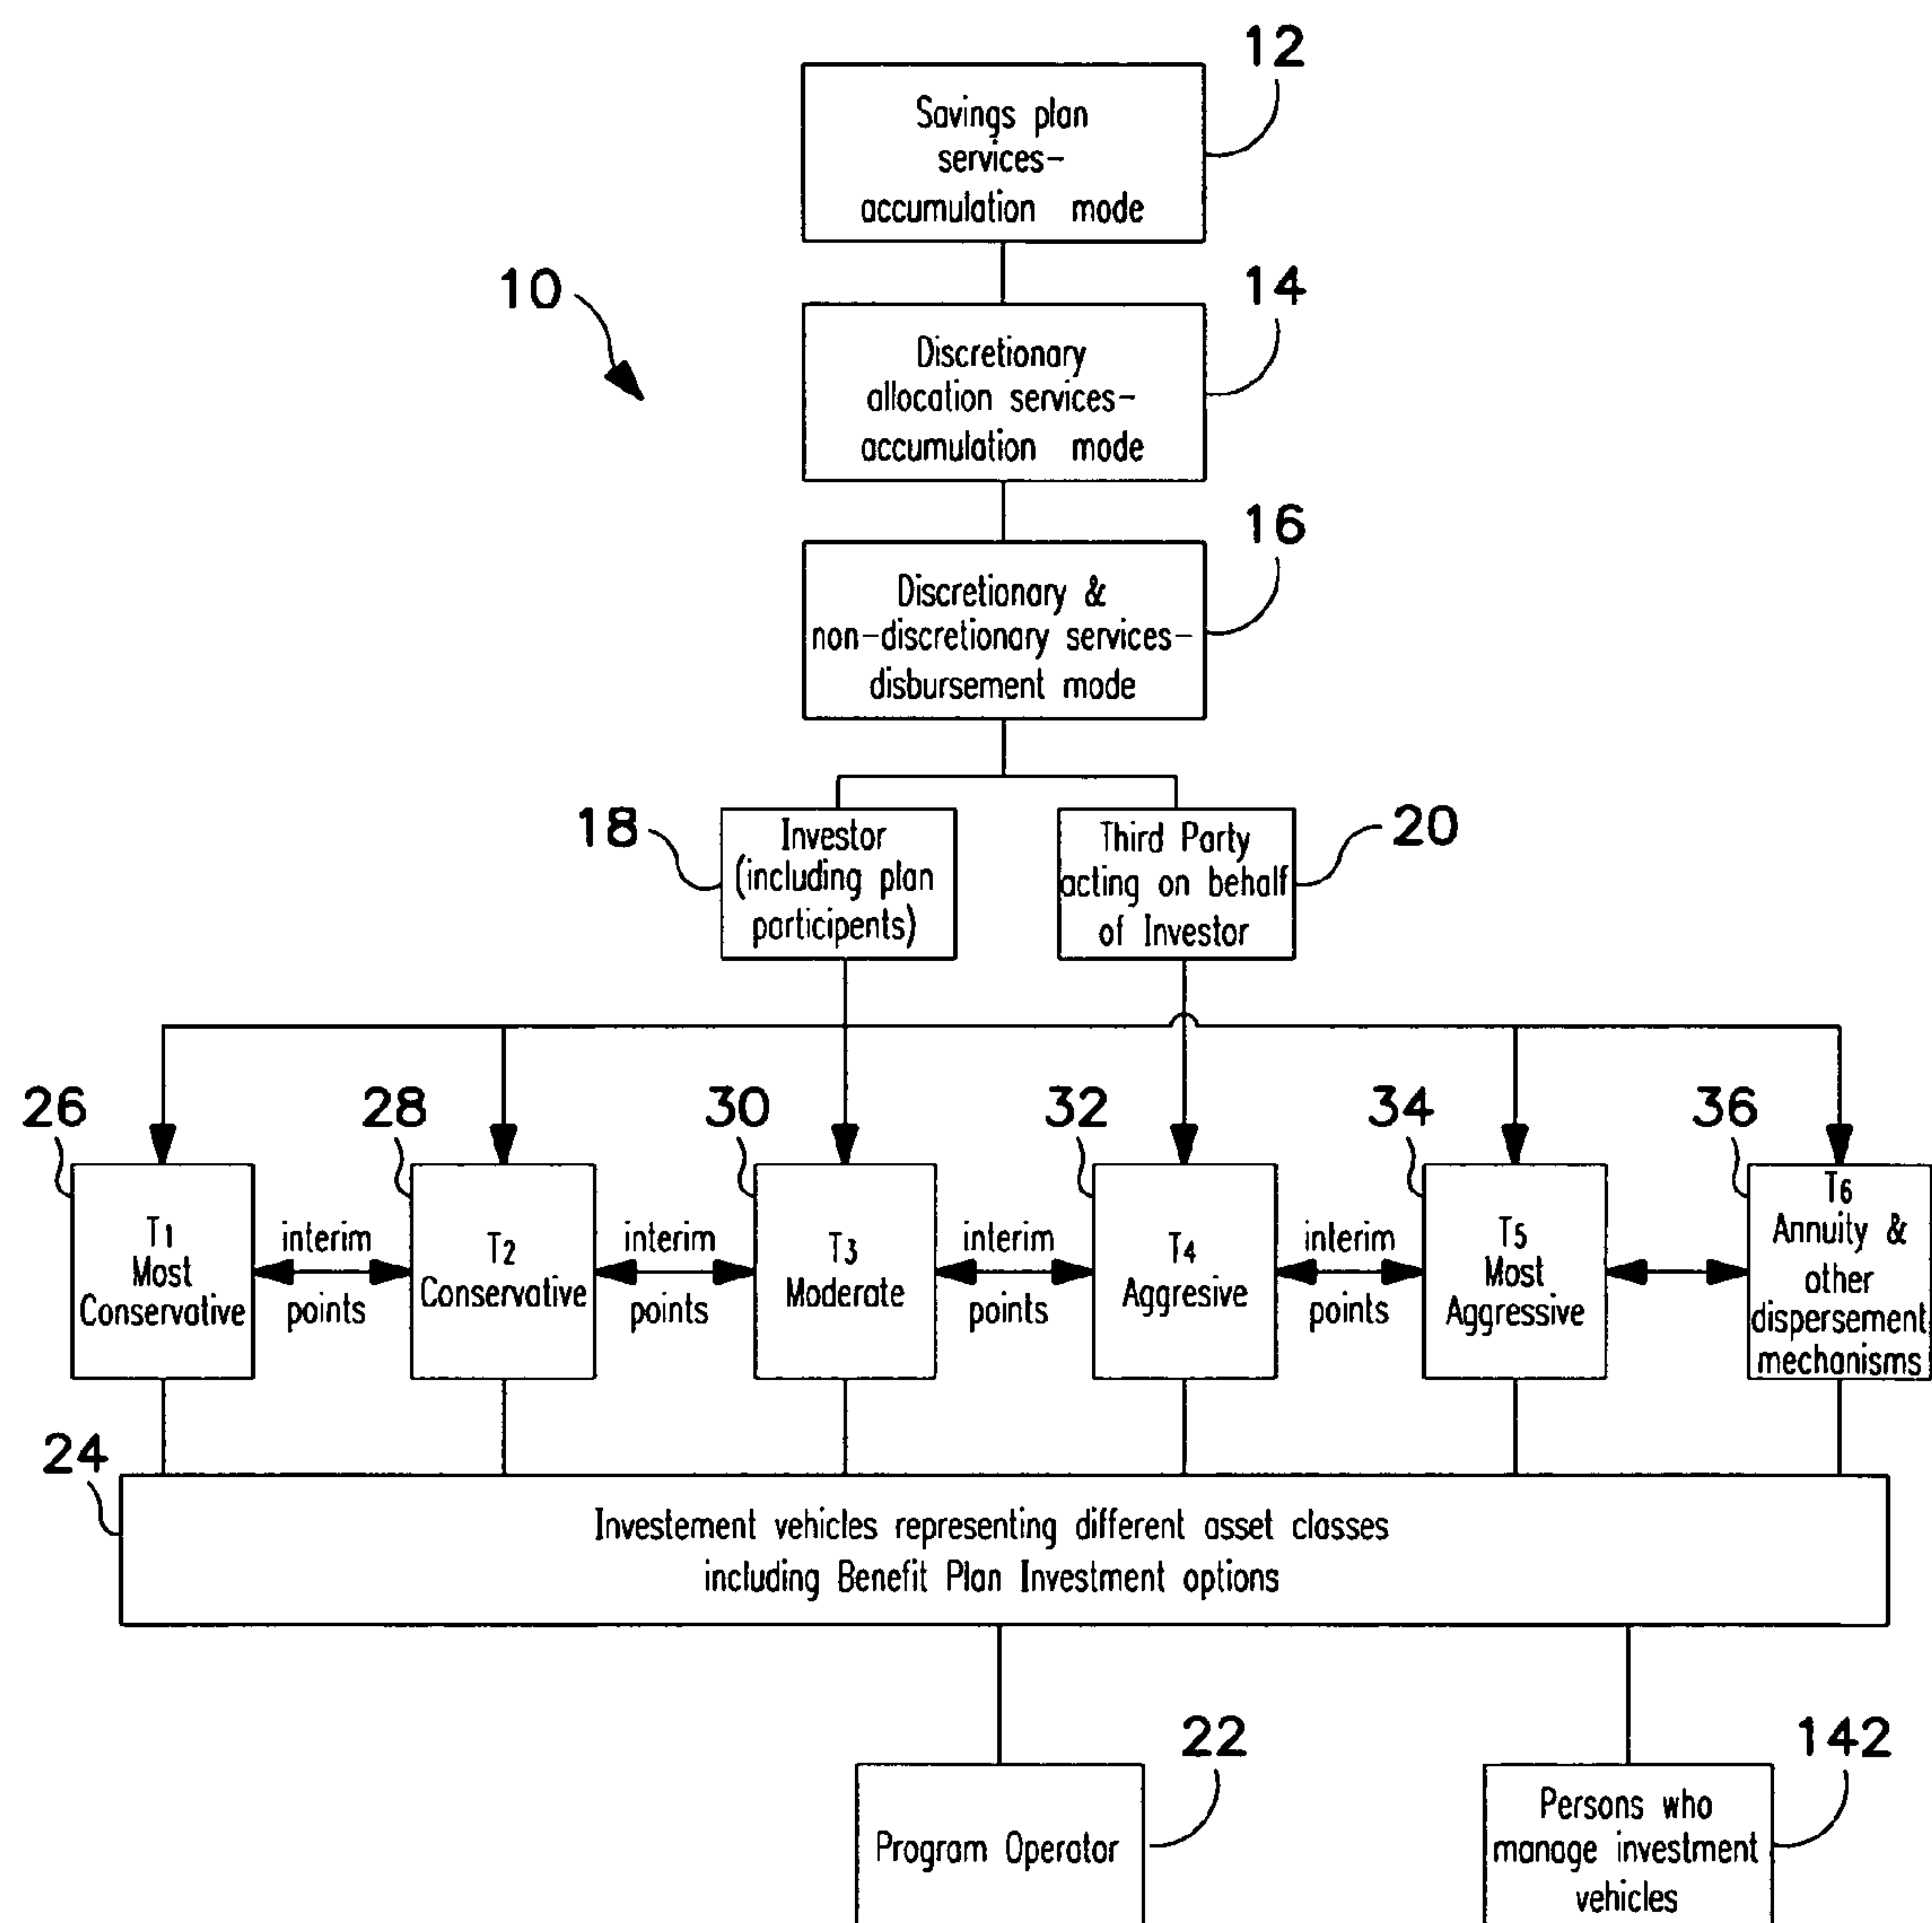 12
Savings plan
services-
accumulation mode
10
14
Discretionary
allocation services-
accumulation mode
16
Discretionary &
non-discretionary services-
disbursement mode
18
Investor
(including plan
participents)
20
Third Party
acting on behalf
of Investor
26
28
30
32
34
36
T1
Most
Conservative
interim
points
T2
Conservative
interim
points
T3
Moderate
interim
points
T4
Aggresive
interim
points
T5
Most
Aggressive
T6
Annuity &
other
dispersement
mechanisms
24
Investement vehicles representing different asset classes
including Benefit Plan Investment options
22
Program Operator
142
Persons who
manage investment
vehicles